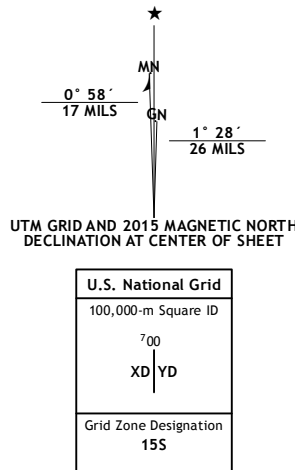 ★
MN
0° 58´
17 MILS
GN
1° 28´
26 MILS
UTM GRID AND 2015 MAGNETIC NORTH
DECLINATION AT CENTER OF SHEET
U.S. National Grid
100,000-m Square ID
⁷00
XD YD
Grid Zone Designation
15S